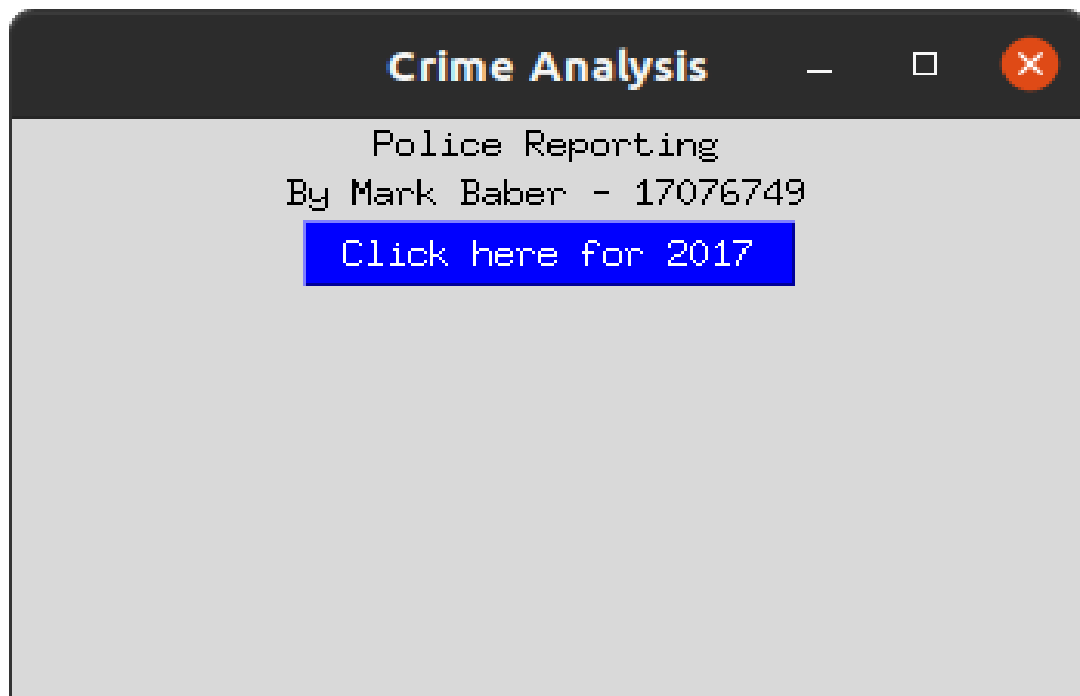 Crime Analysis
Police Reporting
By Mark Baber - 17076749
Click here for 2017